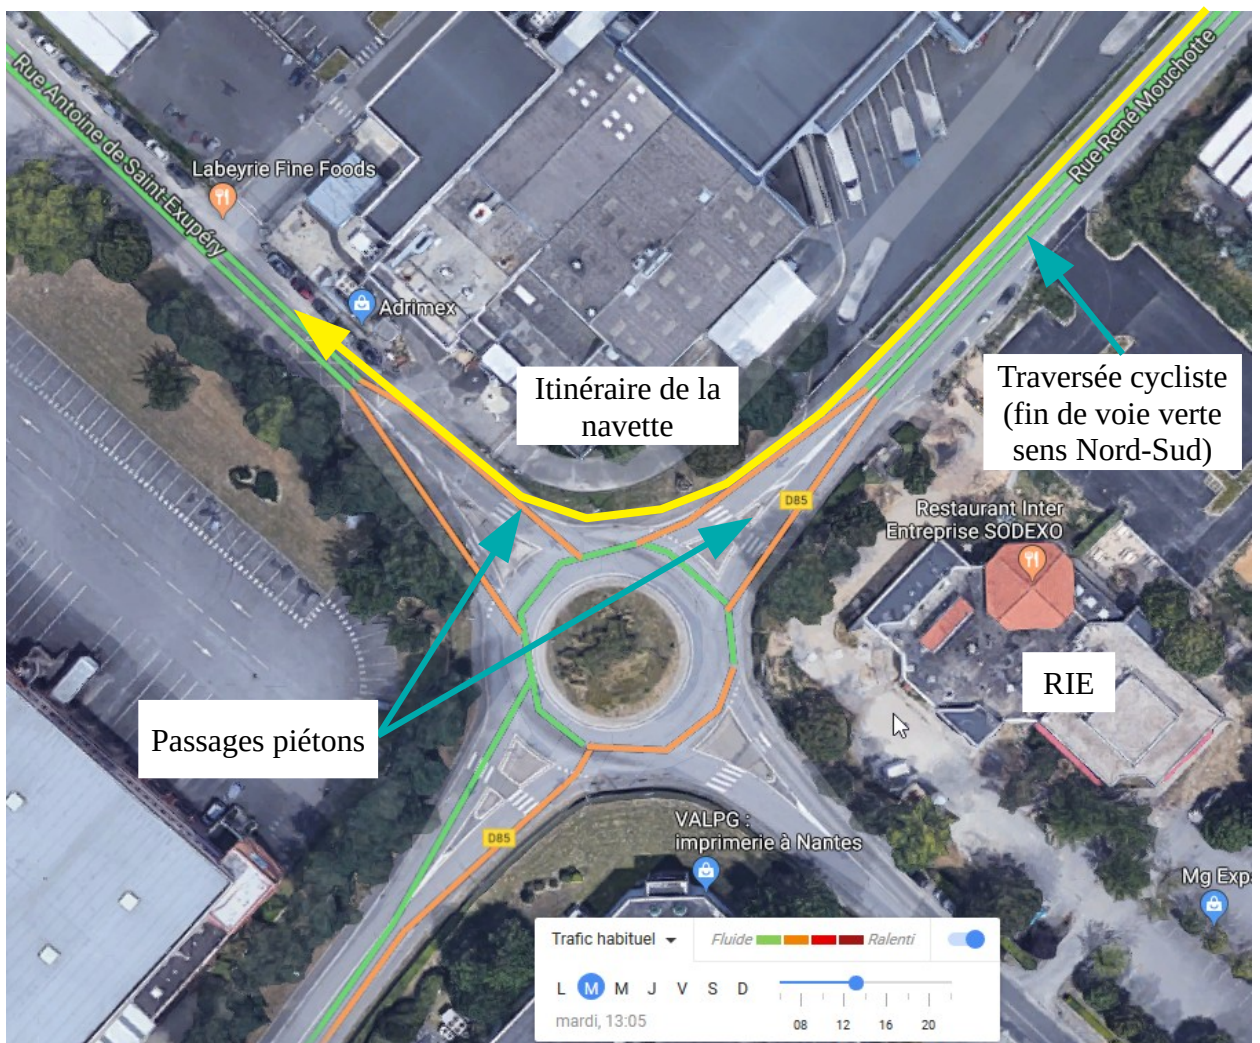 Rue Antoine de Saint-Exupéry
Rue René Mouchotte
Labeyrie Fine Foods
Adrimex
Itinéraire de la
navette
Traversée cycliste
(fin de voie verte
sens Nord-Sud)
D85
Restaurant Inter
Entreprise SODEXO
RIE
Passages piétons
D85
VALPG :
imprimerie à Nantes
Mg Expa
Trafic habituel
Fluide
Ralenti
L M M J V S D
mardi, 13:05
08 12 16 20